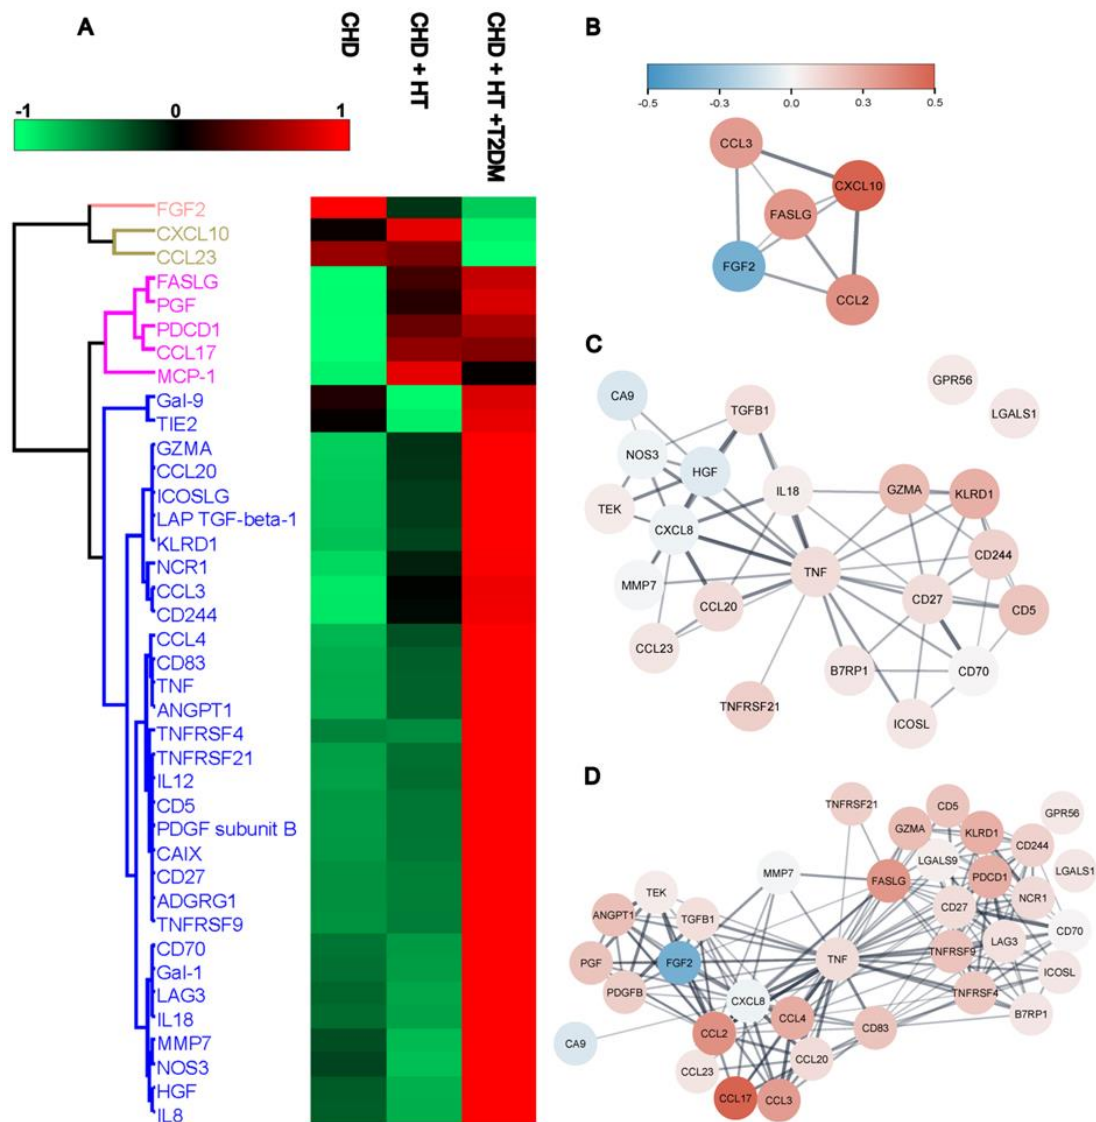 A
CHD
CHD + HT
CHD + HT +T2DM
-1 0 1
FGF2
CXCL10
CCL23
FASLG
PGF
PDCD1
CCL17
MCP-1
Gal-9
TIE2
GZMA
CCL20
ICOSLG
LAP TGF-beta-1
KLRD1
NCR1
CCL3
CD244
CCL4
CD83
TNF
ANGPT1
TNFRSF4
TNFRSF21
IL12
CD5
PDGF subunit B
CAIX
CD27
ADGRG1
TNFRSF9
CD70
Gal-1
LAG3
IL18
MMP7
NOS3
HGF
IL8
B
-0.5 -0.3 0.0 0.3 0.5
CCL3
CXCL10
FASLG
FGF2
CCL2
C
GPR56
CA9
LGALS1
TGFB1
NOS3
HGF
IL18
GZMA
KLRD1
TEK
CXCL8
CD244
TNF
MMP7
CD27
CCL20
CD5
CCL23
B7RP1
CD70
TNFRSF21
ICOSL
D
TNFRSF21
CD5
GPR56
GZMA
KLRD1
CD244
LGALS9
MMP7
LGALS1
FASLG
PDCD1
TEK
NCR1
ANGPT1
TGFB1
CD27
CD70
LAG3
TNFRSF9
PGF
FGF2
TNF
ICOSL
PDGFB
TNFRSF4
CXCL8
B7RP1
CCL4
CD83
CCL2
CA9
CCL20
CCL23
CCL17
CCL3